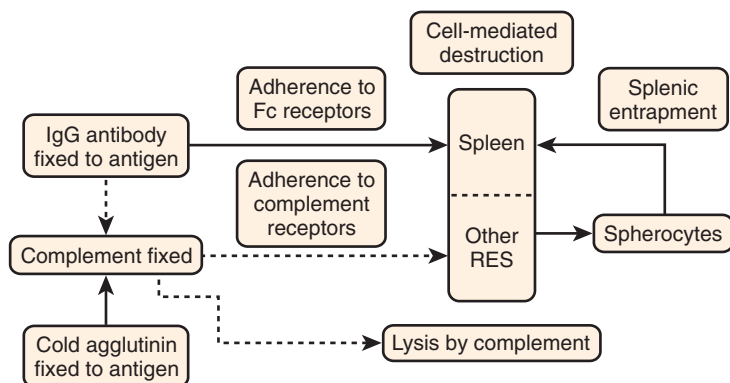 Cell-mediated
destruction
Adherence to
Fc receptors
Splenic
entrapment
IgG antibody
fixed to antigen
Spleen
Adherence to
complement
receptors
Complement fixed
Other
RES
Spherocytes
Cold agglutinin
fixed to antigen
Lysis by complement